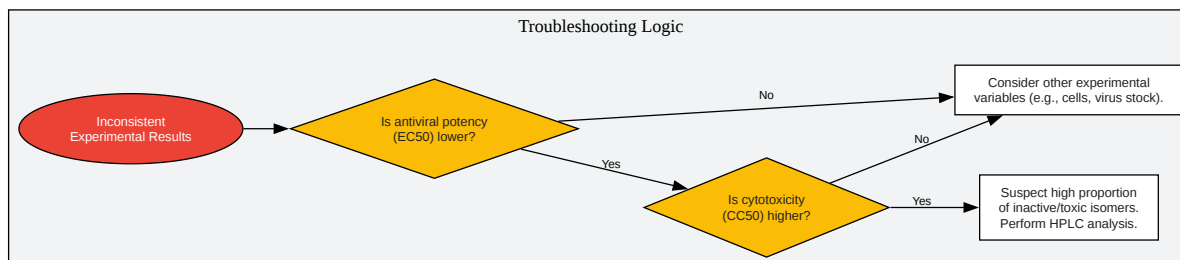 Troubleshooting Logic
Inconsistent
Experimental Results
Is antiviral potency
(EC50) lower?
No
Consider other experimental
variables (e.g., cells, virus stock).
Yes
Is cytotoxicity
(CC50) higher?
No
Yes
Suspect high proportion
of inactive/toxic isomers.
Perform HPLC analysis.